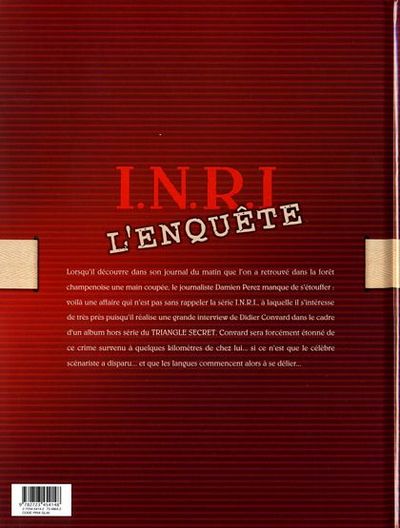 I.N.R.I
L'ENQUÊTE
Lorsqu'il découvre dans son journal du matin que l'on a retrouvé dans la forêt
champenoise une main coupée, le journaliste Damien Perez manque de s'étouffer :
voilà une affaire qui n'est pas sans rappeler la série I.N.R.I., à laquelle il s'intéresse
de très près puisqu'il réalise une grande interview de Didier Convard dans le cadre
d'un album hors série du TRIANGLE SECRET. Convard sera forcément étonné de
ce crime survenu à quelques kilomètres de chez lui... si ce n'est que le célèbre
scénariste a disparu... et que les langues commencent alors à se délier...
9 782723 454148